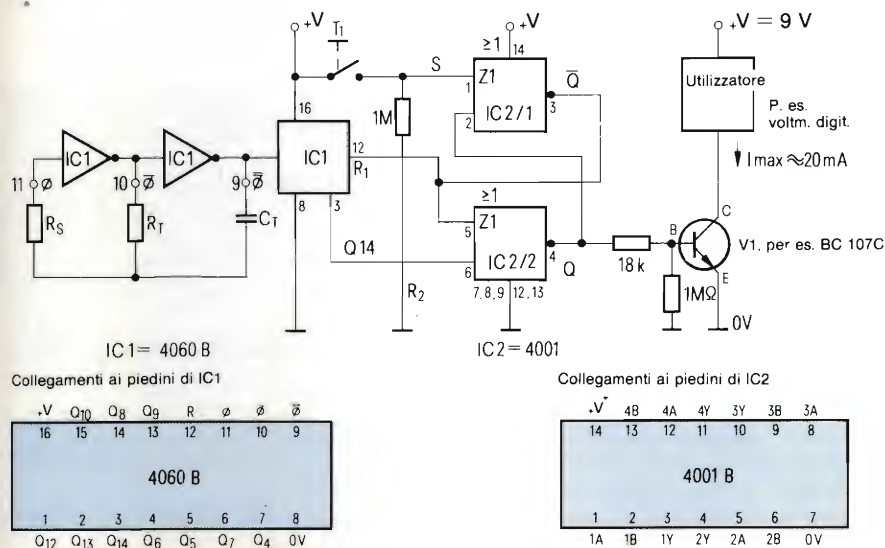 +V
T1
+V
+V = 9 V
≥1
14
S
1
Z1
Q̄
Utilizzatore
2
IC2/1
3
P. es.
voltm. digit.
16
1M
IC1
IC1
IC1
12
R1
I max ≈20mA
11
ø
10
ø̄
9
ø̄
≥1
C
RS
RT
CT
8
3
5
Z1
B
V1. per es. BC 107C
Q14
4
IC2/2
Q
18 k
6
E
R2
7,8,9
12,13
1MΩ
0V
IC1 = 4060 B
IC2 = 4001
Collegamenti ai piedini di IC1
+V Q10 Q8 Q9 R ø ø ø̄
16 15 14 13 12 11 10 9
4060 B
1 2 3 4 5 6 7 8
Q12 Q13 Q14 Q6 Q5 Q7 Q4 0V
Collegamenti ai piedini di IC2
+V 4B 4A 4Y 3Y 3B 3A
14 13 12 11 10 9 8
4001 B
1 2 3 4 5 6 7
1A 1B 1Y 2Y 2A 2B 0V